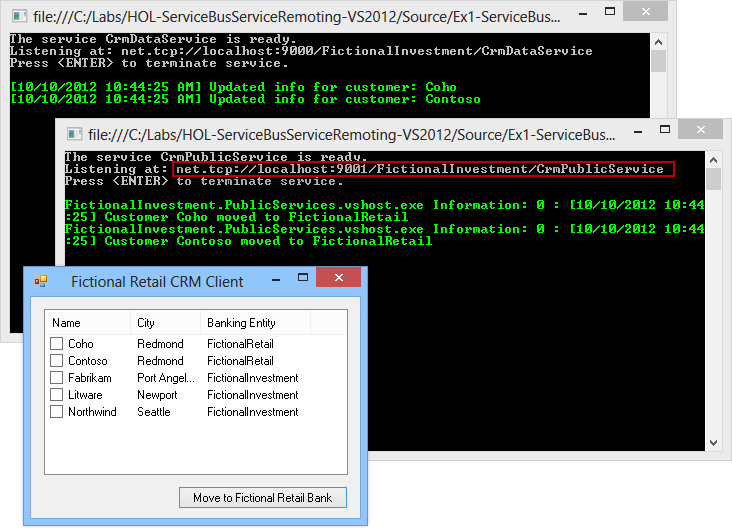 file:///C:/Labs/HOL-ServiceBusServiceRemoting-VS2012/Source/Ex1-ServiceBus...
The service CrmDataService is ready.
Listening at: net.tcp://localhost:9000/FictionalInvestment/CrmDataService
Press <ENTER> to terminate service.
[10/10/2012 10:44:25 AM] Updated info for customer: Coho
[10/10/2012 10:44:25 AM] Updated info for customer: Contoso
file:///C:/Labs/HOL-ServiceBusServiceRemoting-VS2012/Source/Ex1-ServiceBus...
The service CrmPublicService is ready.
Listening at: net.tcp://localhost:9001/FictionalInvestment/CrmPublicService
Press <ENTER> to terminate service.
FictionalInvestment.PublicServices.vshost.exe Information: 0 : [10/10/2012 10:44
:25] Customer Coho moved to FictionalRetail
FictionalInvestment.PublicServices.vshost.exe Information: 0 : [10/10/2012 10:44
:25] Customer Contoso moved to FictionalRetail
Fictional Retail CRM Client
Name City Banking Entity
Coho Redmond FictionalRetail
Contoso Redmond FictionalRetail
Fabrikam Port Angel... FictionalInvestment
Litware Newport FictionalInvestment
Northwind Seattle FictionalInvestment
Move to Fictional Retail Bank